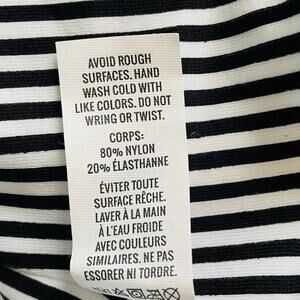 AVOID ROUGH
SURFACES. HAND
WASH COLD WITH
LIKE COLORS. DO NOT
WRING OR TWIST.
CORPS:
80% NYLON
20% ÉLASTHANNE
ÉVITER TOUTE
SURFACE RÊCHE.
LAVER À LA MAIN
À L'EAU FROIDE
AVEC COULEURS
SIMILAIRES. NE PAS
ESSORER NI TORDRE.